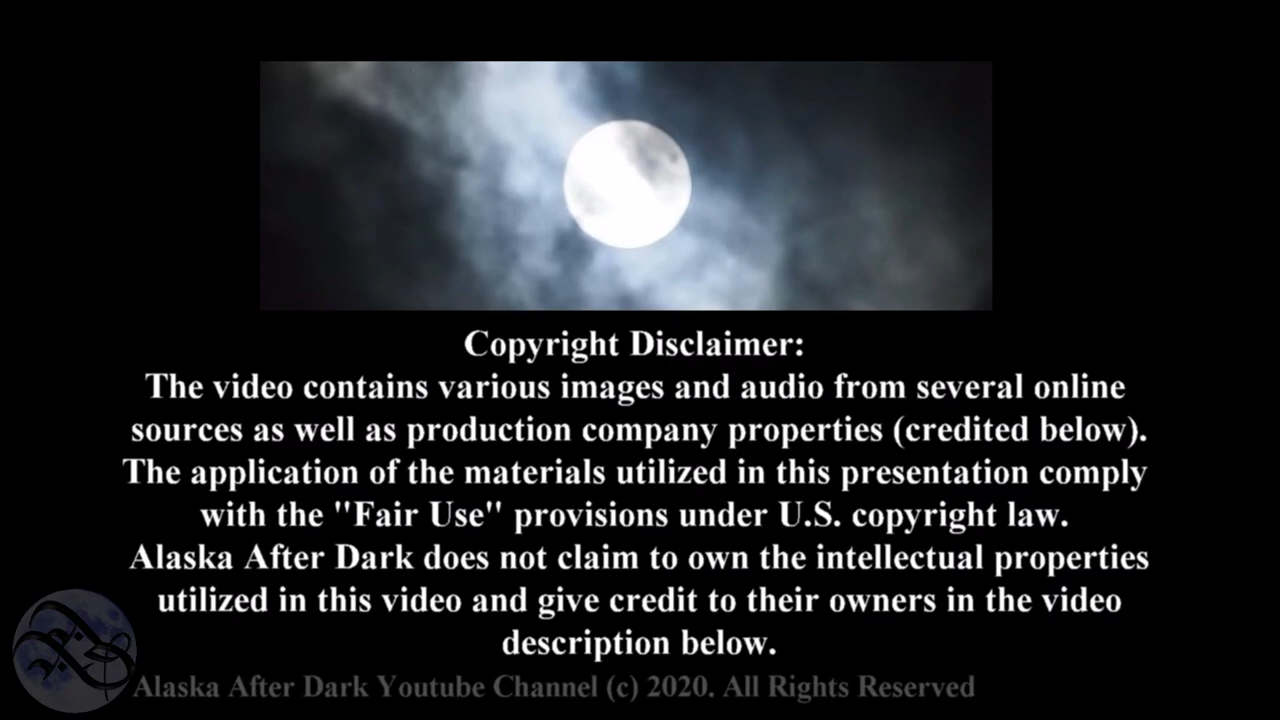 Copyright Disclaimer:
The video contains various images and audio from several online
sources as well as production company properties (credited below).
The application of the materials utilized in this presentation comply
with the "Fair Use" provisions under U.S. copyright law.
Alaska After Dark does not claim to own the intellectual properties
utilized in this video and give credit to their owners in the video
description below.
Alaska After Dark Youtube Channel (c) 2020. All Rights Reserved